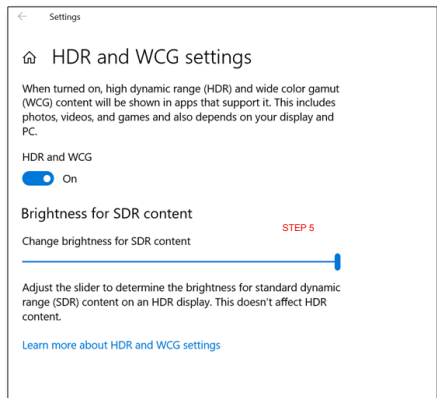 Settings
HDR and WCG settings
When turned on, high dynamic range (HDR) and wide color gamut
(WCG) content will be shown in apps that support it. This includes
photos, videos, and games and also depends on your display and
PC.
HDR and WCG
On
Brightness for SDR content
STEP 5
Change brightness for SDR content
Adjust the slider to determine the brightness for standard dynamic
range (SDR) content on an HDR display. This doesn't affect HDR
content.
Learn more about HDR and WCG settings